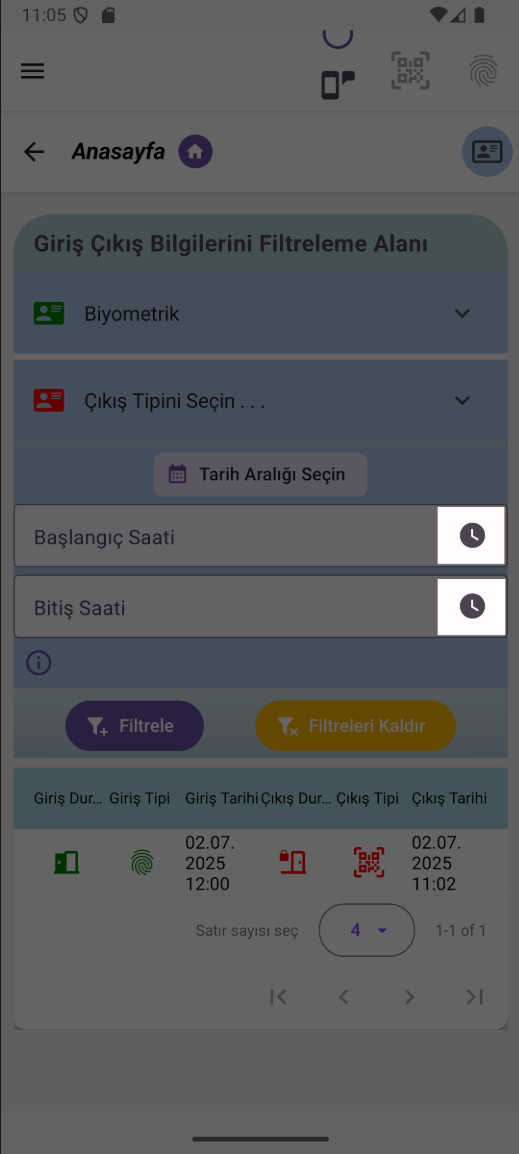 11:05
Anasayfa
Giriş Çıkış Bilgilerini Filtreleme Alanı
Biyometrik
Çıkış Tipini Seçin . . .
Tarih Aralığı Seçin
Başlangıç Saati
Bitiş Saati
Filtrele
Filtreleri Kaldır
Giriş Dur... Giriş Tipi Giriş Tarihi Çıkış Dur... Çıkış Tipi Çıkış Tarihi
02.07. 02.07.
2025 2025
12:00 11:02
Satır sayısı seç 4 1-1 of 1